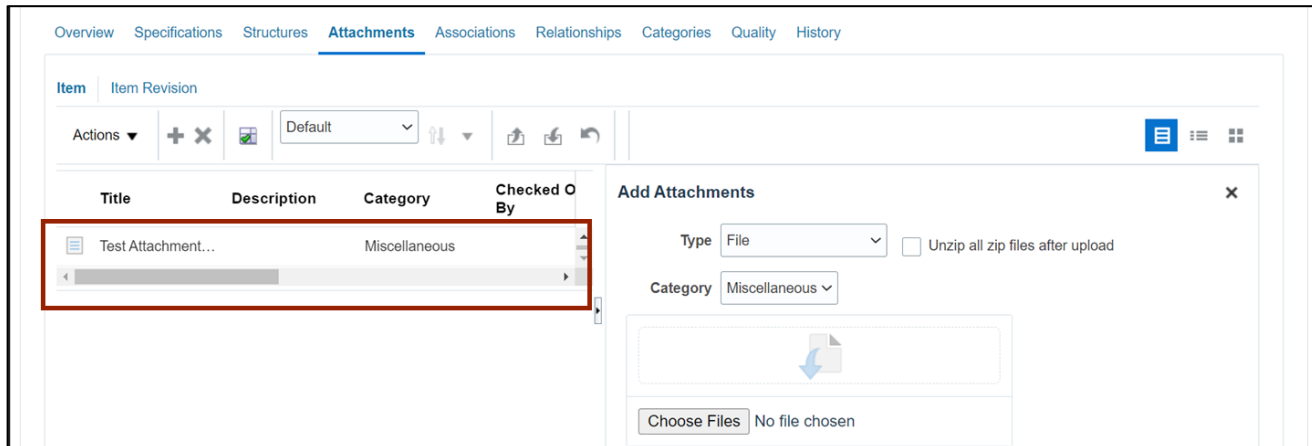 Overview Specifications Structures Attachments Associations Relationships Categories Quality History
Item Item Revision
Actions Default
Title Description Category Checked O
By
Test Attachment... Miscellaneous
Add Attachments
Type File Unzip all zip files after upload
Category Miscellaneous
Choose Files No file chosen